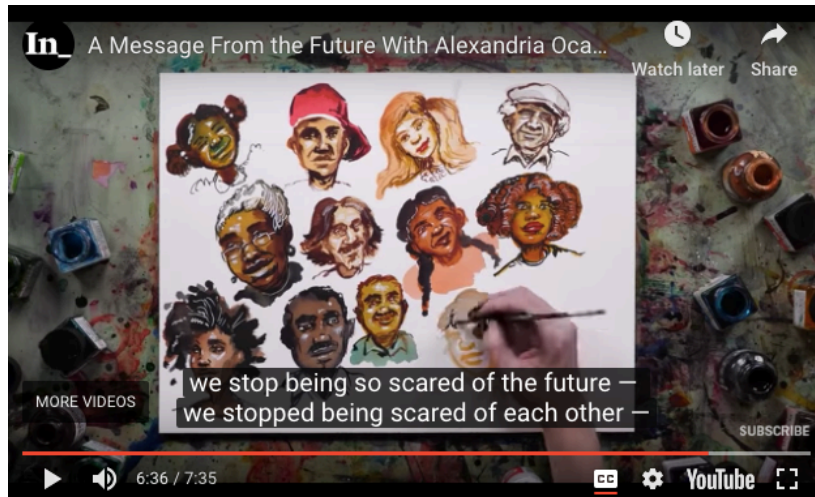 In_ A Message From the Future With Alexandria Oca...
Watch later Share
we stop being so scared of the future —
MORE VIDEOS
we stopped being scared of each other —
SUBSCRIBE
6:36 / 7:35
CC YouTube